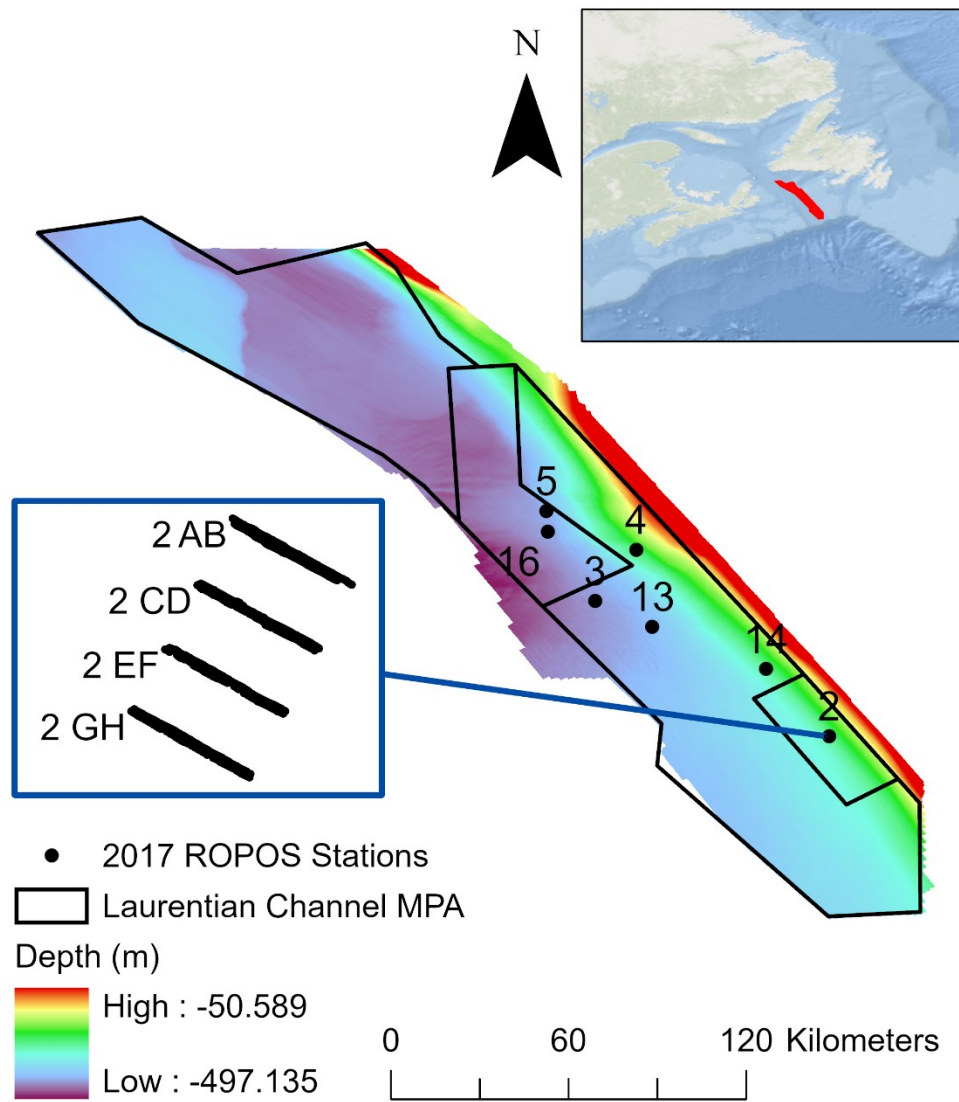 N
5
4
16
3
13
14
2
2 AB
2 CD
2 EF
2 GH
2017 ROPOS Stations
Laurentian Channel MPA
Depth (m)
High : -50.589
Low : -497.135
0 60 120 Kilometers